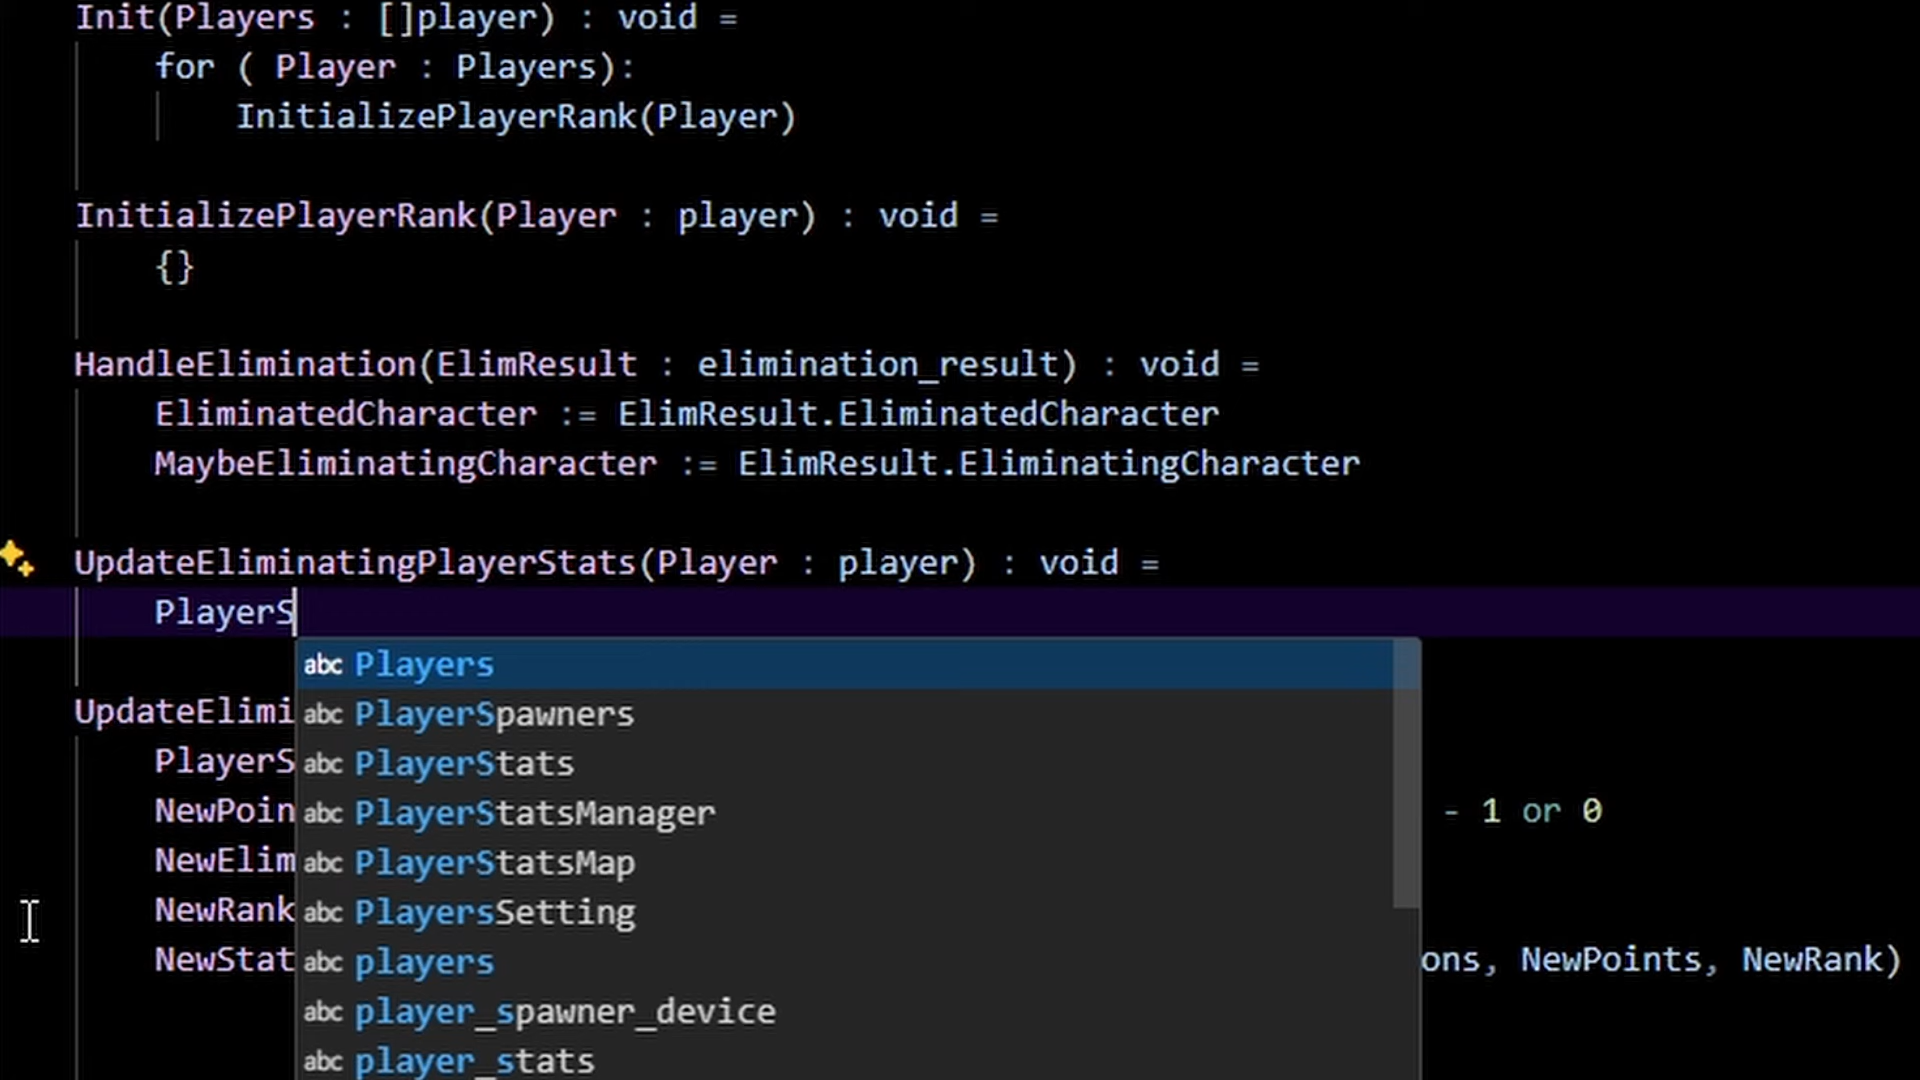 Init(Players : []player) : void =
for ( Player : Players):
InitializePlayerRank(Player)
InitializePlayerRank(Player : player) : void =
{}
HandleElimination(ElimResult : elimination_result) : void =
EliminatedCharacter := ElimResult.EliminatedCharacter
MaybeEliminatingCharacter := ElimResult.EliminatingCharacter
UpdateEliminatingPlayerStats(Player : player) : void =
PlayerS
abc Players
abc PlayerSpawners
UpdateElimi
PlayerS abc PlayerStats
NewPoin abc PlayerStatsManager - 1 or 0
NewElim abc PlayerStatsMap
NewRank abc PlayersSetting
NewStat abc players ons, NewPoints, NewRank)
abc player_spawner_device
abc player_stats